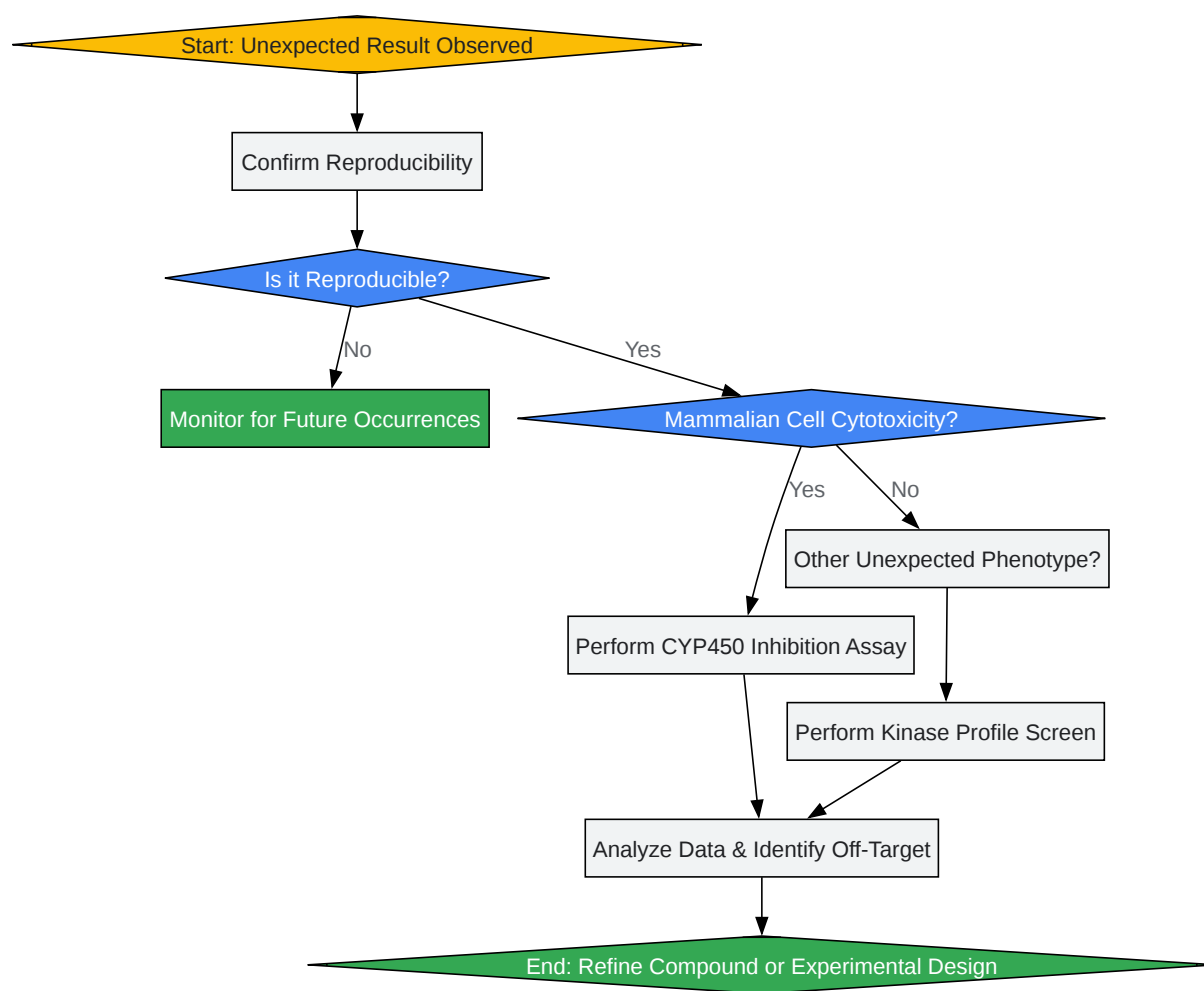 Start: Unexpected Result Observed
Confirm Reproducibility
Is it Reproducible?
No
Yes
Monitor for Future Occurrences
Mammalian Cell Cytotoxicity?
Yes
No
Other Unexpected Phenotype?
Perform CYP450 Inhibition Assay
Perform Kinase Profile Screen
Analyze Data & Identify Off-Target
End: Refine Compound or Experimental Design